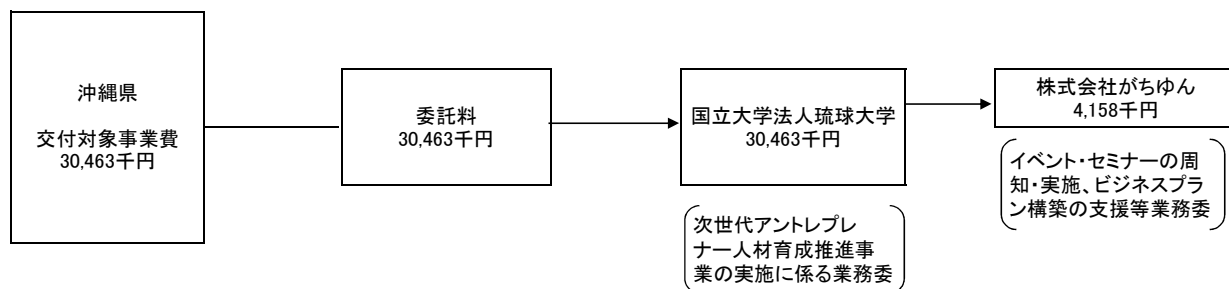 沖縄県
交付対象事業費
30,463千円
委託料
30,463千円
国立大学法人琉球大学
30,463千円
次世代アントレプレ
ナー人材育成推進事
業の実施に係る業務委
株式会社がちゆん
4,158千円
イベント・セミナーの周
知・実施、ビジネスプラ
ン構築の支援等業務委